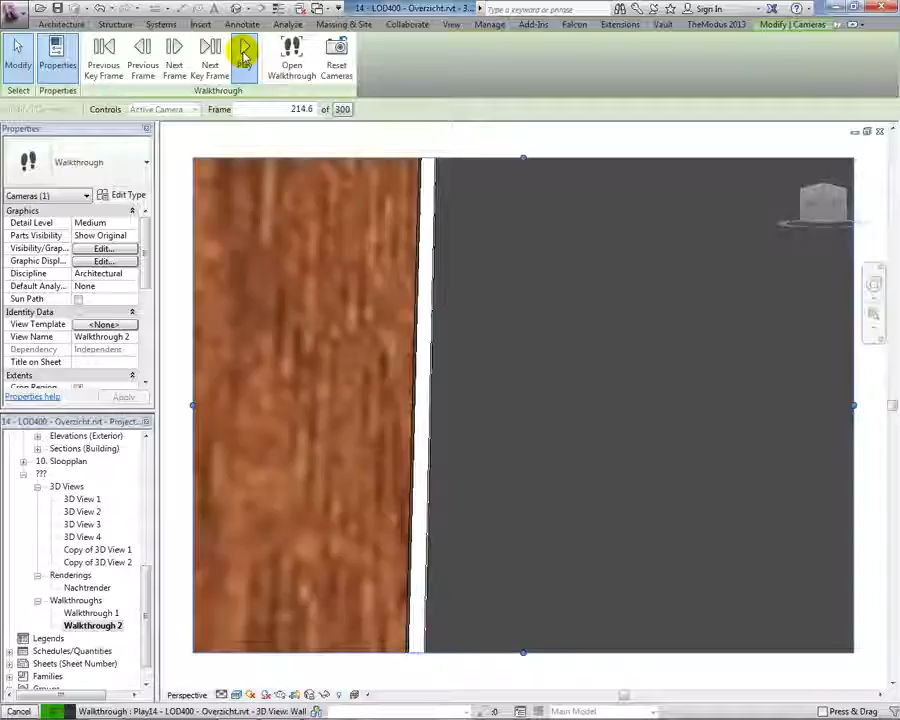 14 - LOD400 - Overzicht.rvt - 3...
Type a keyword or phrase
Sign In
Architecture Structure Systems Insert Annotate Analyze Massing & Site Collaborate View Manage Add-Ins Falcon Extensions Vault TheModus 2013 Modify | Cameras
Modify
Properties
Previous Key Frame
Previous Frame
Next Frame
Next Key Frame
Play
Open Walkthrough
Reset Cameras
Select Properties Walkthrough
Modify | Cameras Controls Active Camera Frame 214.6 of 300
Properties
Walkthrough
Cameras (1) Edit Type
Graphics
Detail Level Medium
Parts Visibility Show Original
Visibility/Grap... Edit...
Graphic Displ... Edit...
Discipline Architectural
Default Analy... None
Sun Path
Identity Data
View Template <None>
View Name Walkthrough 2
Dependency Independent
Title on Sheet
Extents
Crop Region
Properties help Apply
14 - LOD400 - Overzicht.rvt - Project...
Elevations (Exterior)
Sections (Building)
10. Sloopplan
???
3D Views
3D View 1
3D View 2
3D View 3
3D View 4
Copy of 3D View 1
Copy of 3D View 2
Renderings
Nachtrender
Walkthroughs
Walkthrough 1
Walkthrough 2
Legends
Schedules/Quantities
Sheets (Sheet Number)
Families
Groups
Perspective
Cancel Walkthrough : Play14 - LOD400 - Overzicht.rvt - 3D View: Wall :0 Main Model Press & Drag